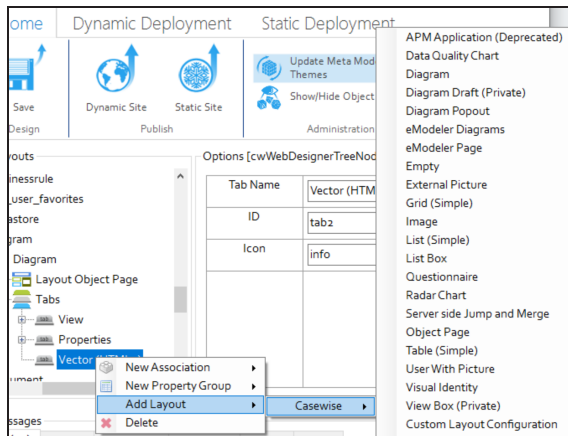 ome
Dynamic Deployment
Static Deployment
Save
Dynamic Site
Static Site
Update Meta Mod
Themes
Show/Hide Object
Design
Publish
Administration
youts
inessrule
_user_favorites
astore
gram
Diagram
Layout Object Page
Tabs
View
Properties
Vector
ument
ssages
Options [cwWebDesignerTreeNod
Tab Name
Vector (HTM
ID
tab2
Icon
info
New Association
New Property Group
Add Layout
Delete
Casewise
APM Application (Deprecated)
Data Quality Chart
Diagram
Diagram Draft (Private)
Diagram Popout
eModeler Diagrams
eModeler Page
Empty
External Picture
Grid (Simple)
Image
List (Simple)
List Box
Questionnaire
Radar Chart
Server side Jump and Merge
Object Page
Table (Simple)
User With Picture
Visual Identity
View Box (Private)
Custom Layout Configuration